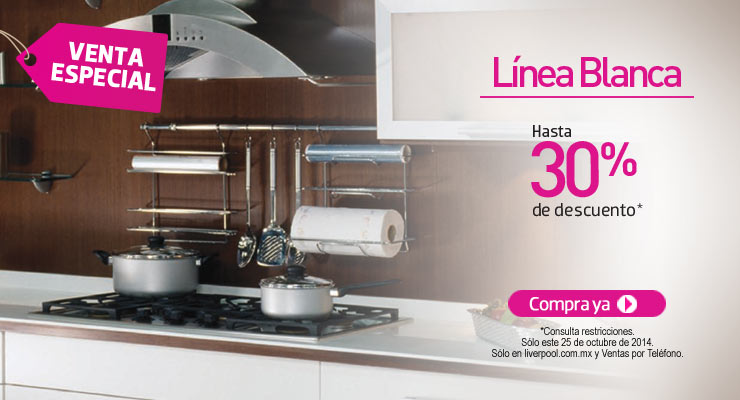 VENTA
ESPECIAL
Línea Blanca
Hasta
30%
de descuento*
Compra ya
*Consulta restricciones.
Sólo este 25 de octubre de 2014.
Sólo en liverpool.com.mx y Ventas por Teléfono.